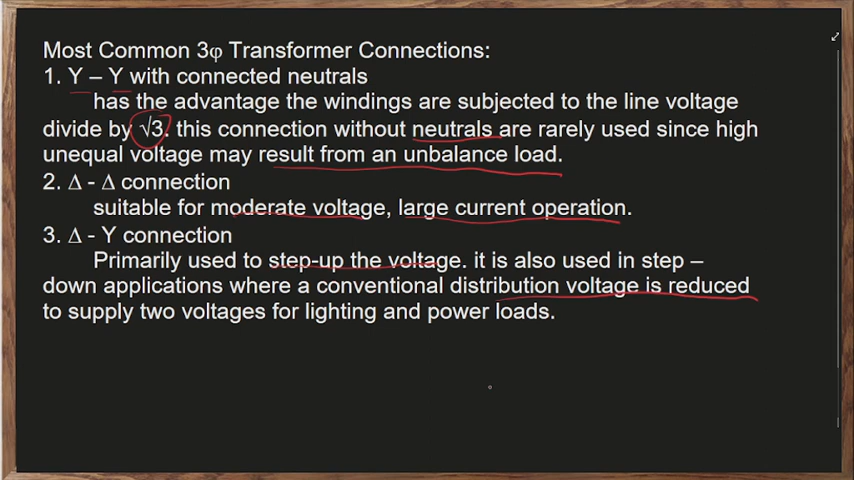 Most Common 3φ Transformer Connections:
1. Y – Y with connected neutrals
has the advantage the windings are subjected to the line voltage
divide by √3. this connection without neutrals are rarely used since high
unequal voltage may result from an unbalance load.
2. Δ - Δ connection
suitable for moderate voltage, large current operation.
3. Δ - Y connection
Primarily used to step-up the voltage. it is also used in step –
down applications where a conventional distribution voltage is reduced
to supply two voltages for lighting and power loads.